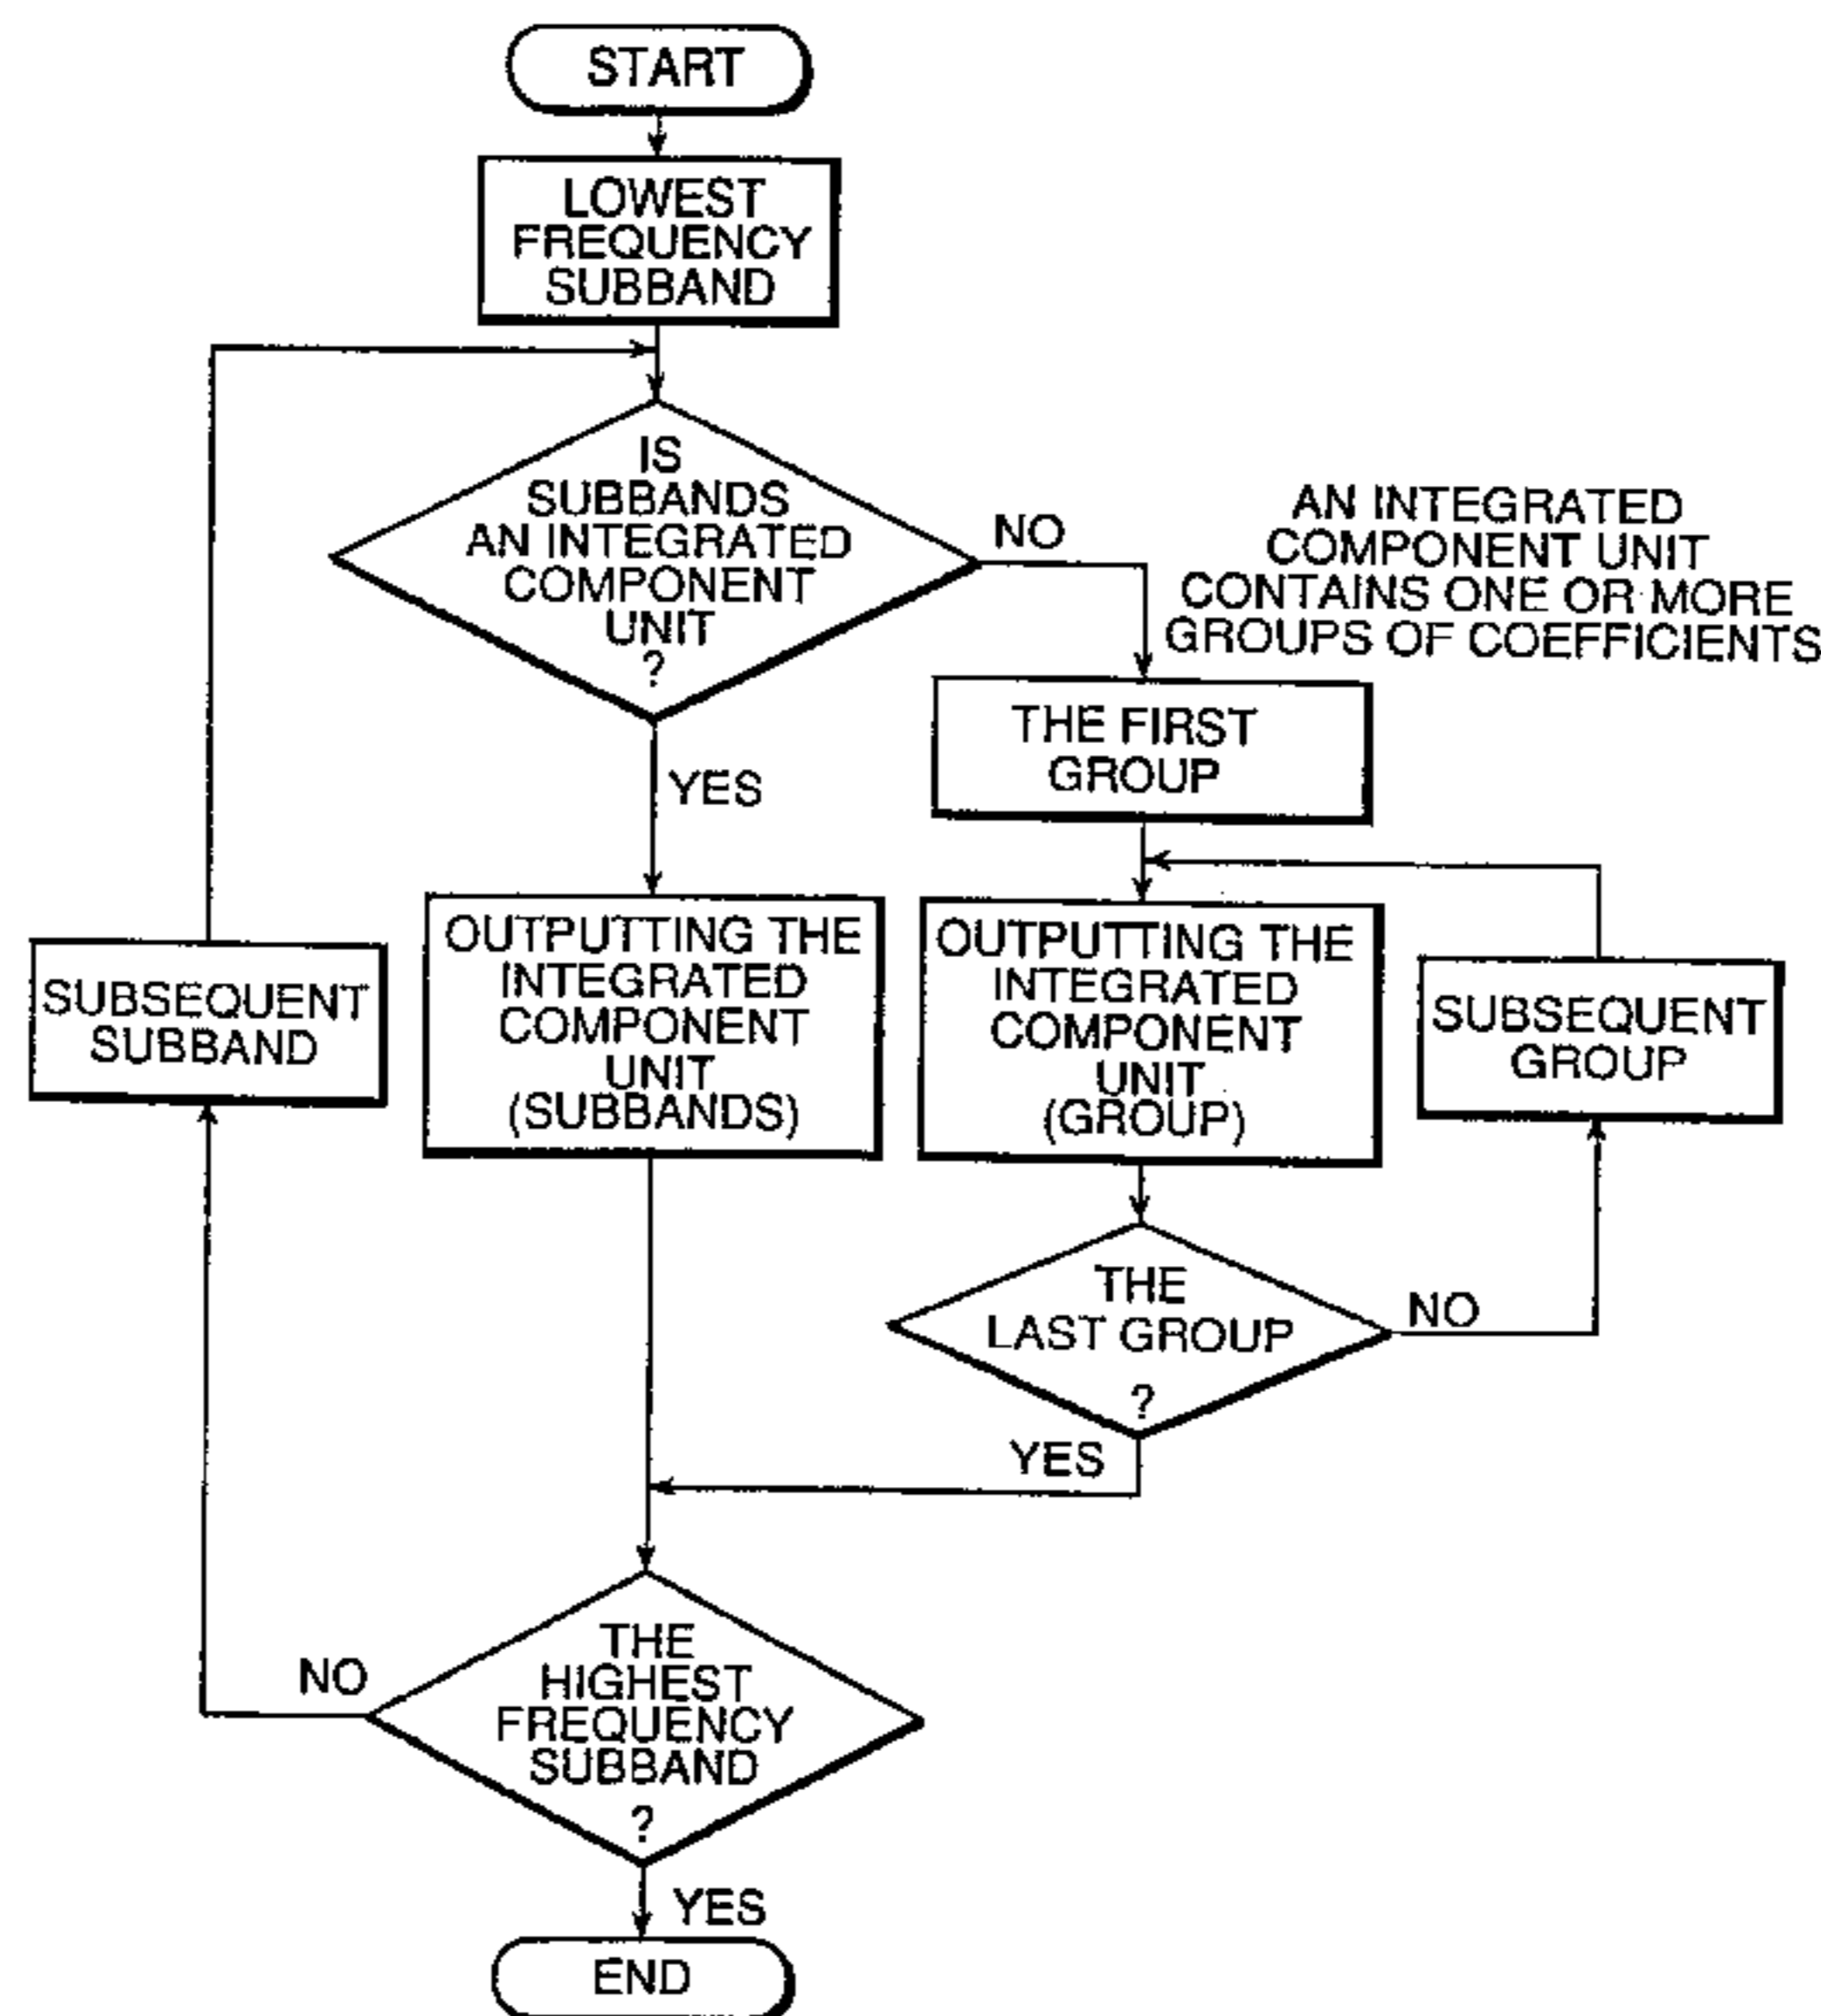 START
LOWEST
FREQUENCY
SUBBAND
IS
SUBBANDS
AN INTEGRATED
COMPONENT
UNIT
?
NO
AN INTEGRATED
COMPONENT UNIT
CONTAINS ONE OR MORE
GROUPS OF COEFFICIENTS
YES
THE FIRST
GROUP
SUBSEQUENT
SUBBAND
OUTPUTTING THE
INTEGRATED
COMPONENT
UNIT
(SUBBANDS)
OUTPUTTING THE
INTEGRATED
COMPONENT
UNIT
(GROUP)
SUBSEQUENT
GROUP
THE
LAST GROUP
?
NO
YES
THE
HIGHEST
FREQUENCY
SUBBAND
?
NO
YES
END